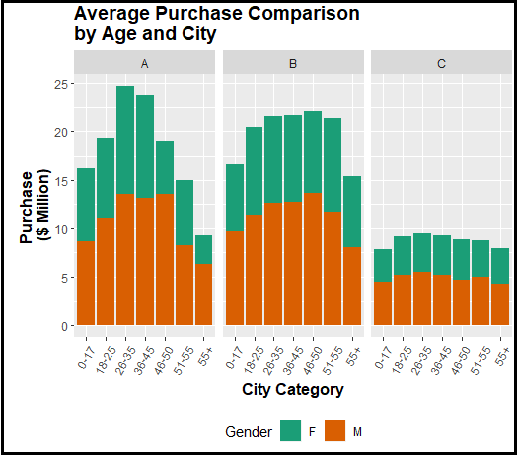 Average Purchase Comparison
by Age and City
A B C
25
20
15
10
5
0
Purchase
($ Million)
0-17 18-25 26-35 36-45 46-50 51-55 55+ 0-17 18-25 26-35 36-45 46-50 51-55 55+ 0-17 18-25 26-35 36-45 46-50 51-55 55+
City Category
Gender F M